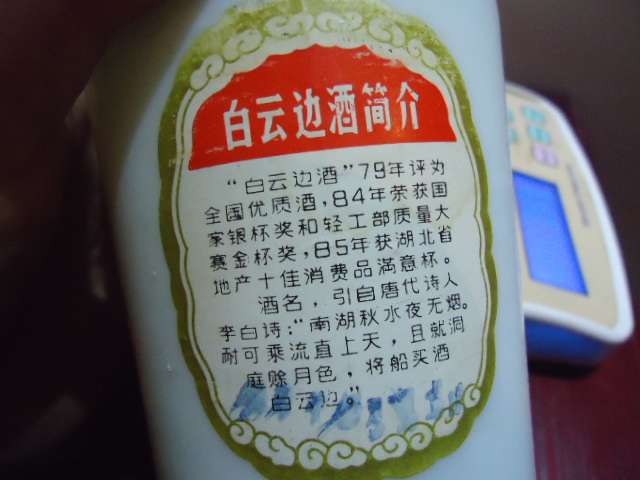 白云边酒简介
“白云边酒”79年评为
全国优质酒，84年荣获国
家银杯奖和轻工部质量大
赛金杯奖，85年获湖北省
地产十佳消费品满意杯。
酒名，引自唐代诗人
李白诗：“南湖秋水夜无烟。
耐可乘流直上天，且就洞
庭赊月色，将船买酒
白云边。”